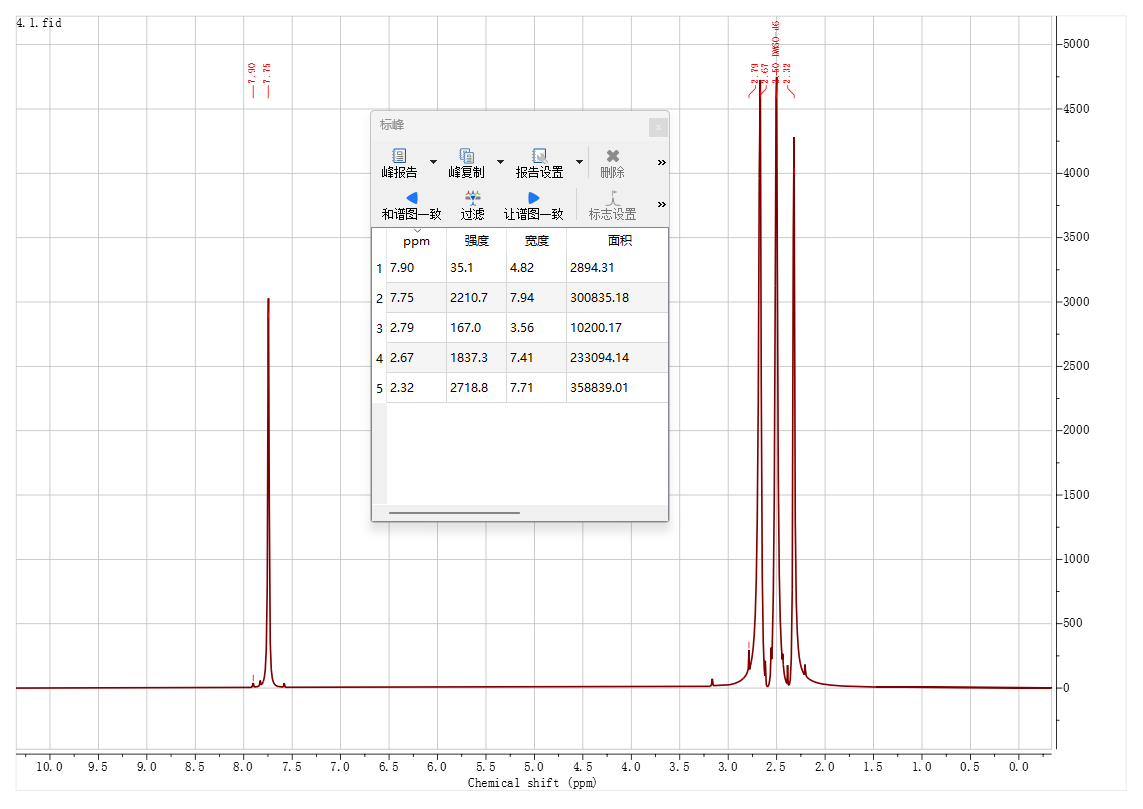 4.1.fid
7.90
7.75
2.79
2.67
2.50 DMSO-d6
2.32
标峰
x
峰报告
峰复制
报告设置
删除
»
和谱图一致
过滤
让谱图一致
标志设置
»
ppm 强度 宽度 面积
1 7.90 35.1 4.82 2894.31
2 7.75 2210.7 7.94 300835.18
3 2.79 167.0 3.56 10200.17
4 2.67 1837.3 7.41 233094.14
5 2.32 2718.8 7.71 358839.01
5000
4500
4000
3500
3000
2500
2000
1500
1000
500
0
10.0 9.5 9.0 8.5 8.0 7.5 7.0 6.5 6.0 5.5 5.0 4.5 4.0 3.5 3.0 2.5 2.0 1.5 1.0 0.5 0.0
Chemical shift (ppm)